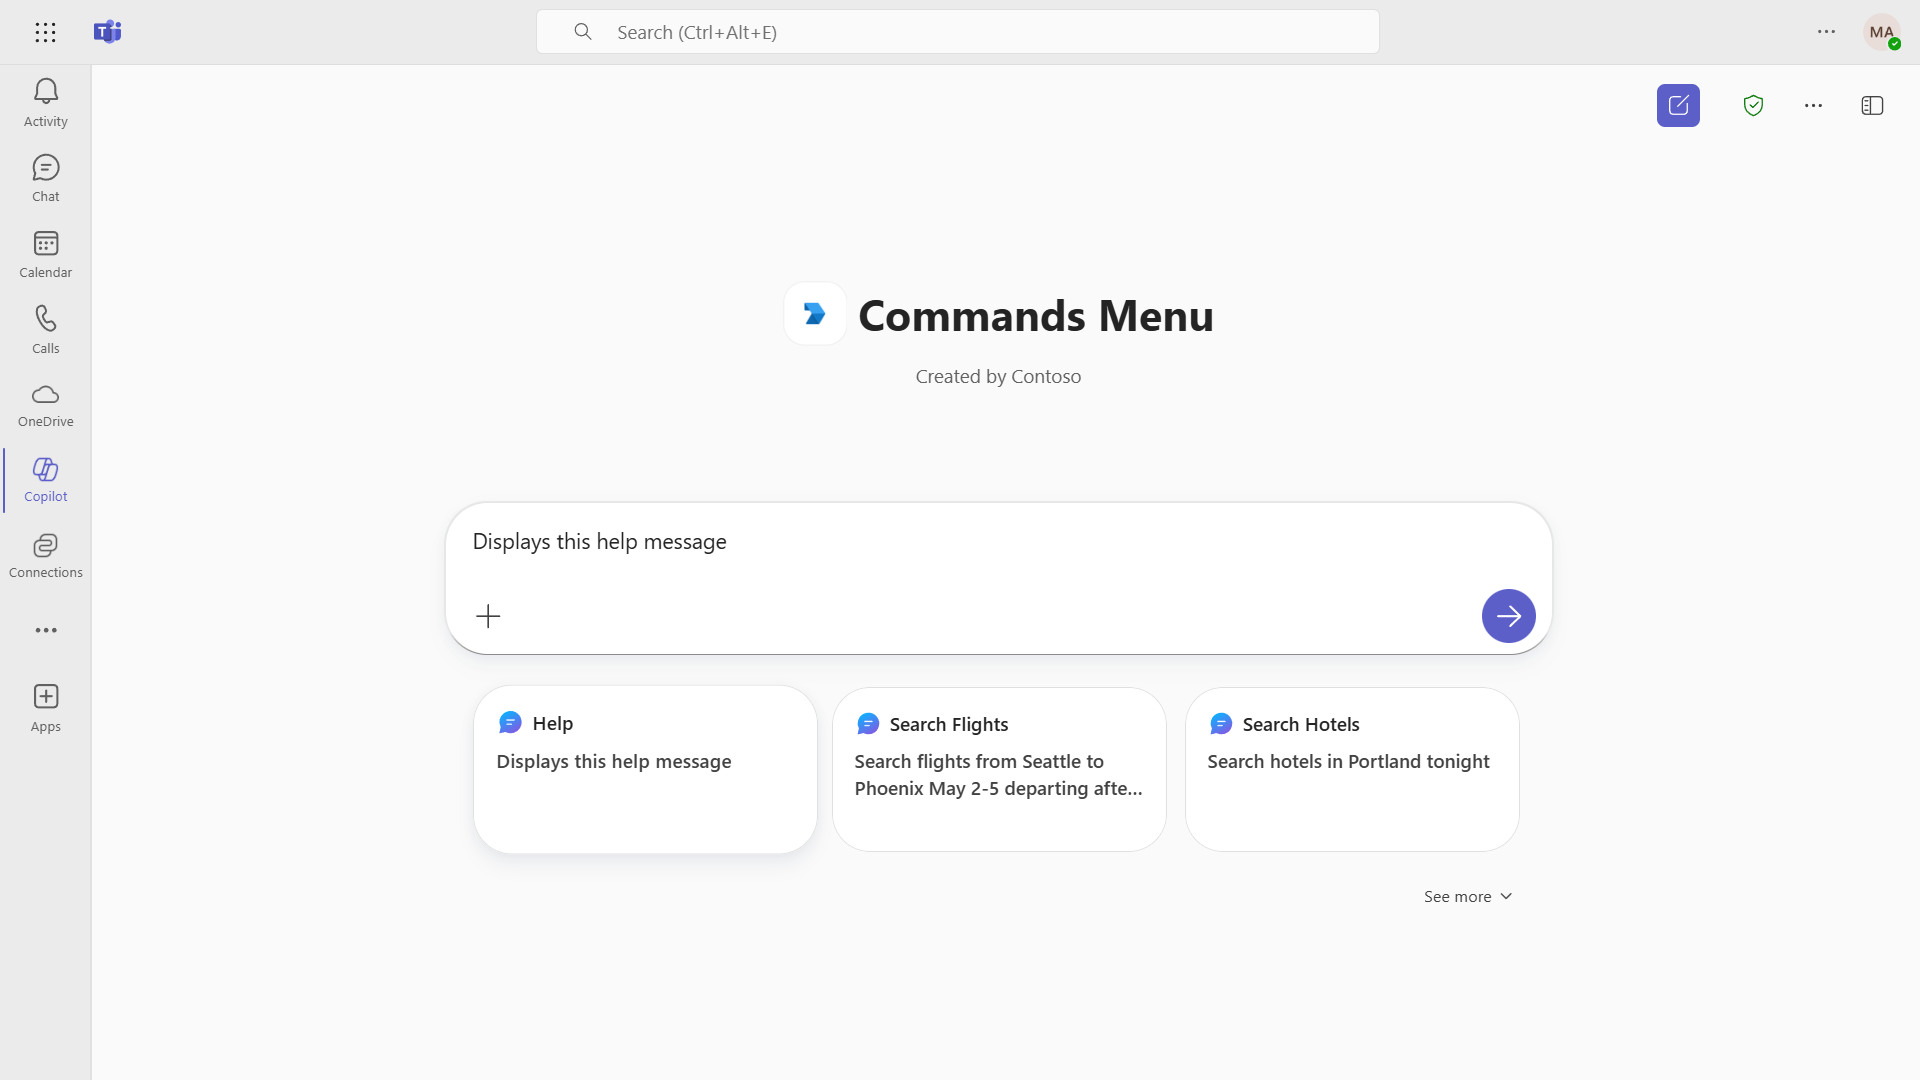 Search (Ctrl+Alt+E)
MA
Activity
Chat
Calendar
Calls
OneDrive
Copilot
Connections
Apps
Commands Menu
Created by Contoso
Displays this help message
Help
Displays this help message
Search Flights
Search flights from Seattle to
Phoenix May 2-5 departing afte...
Search Hotels
Search hotels in Portland tonight
See more